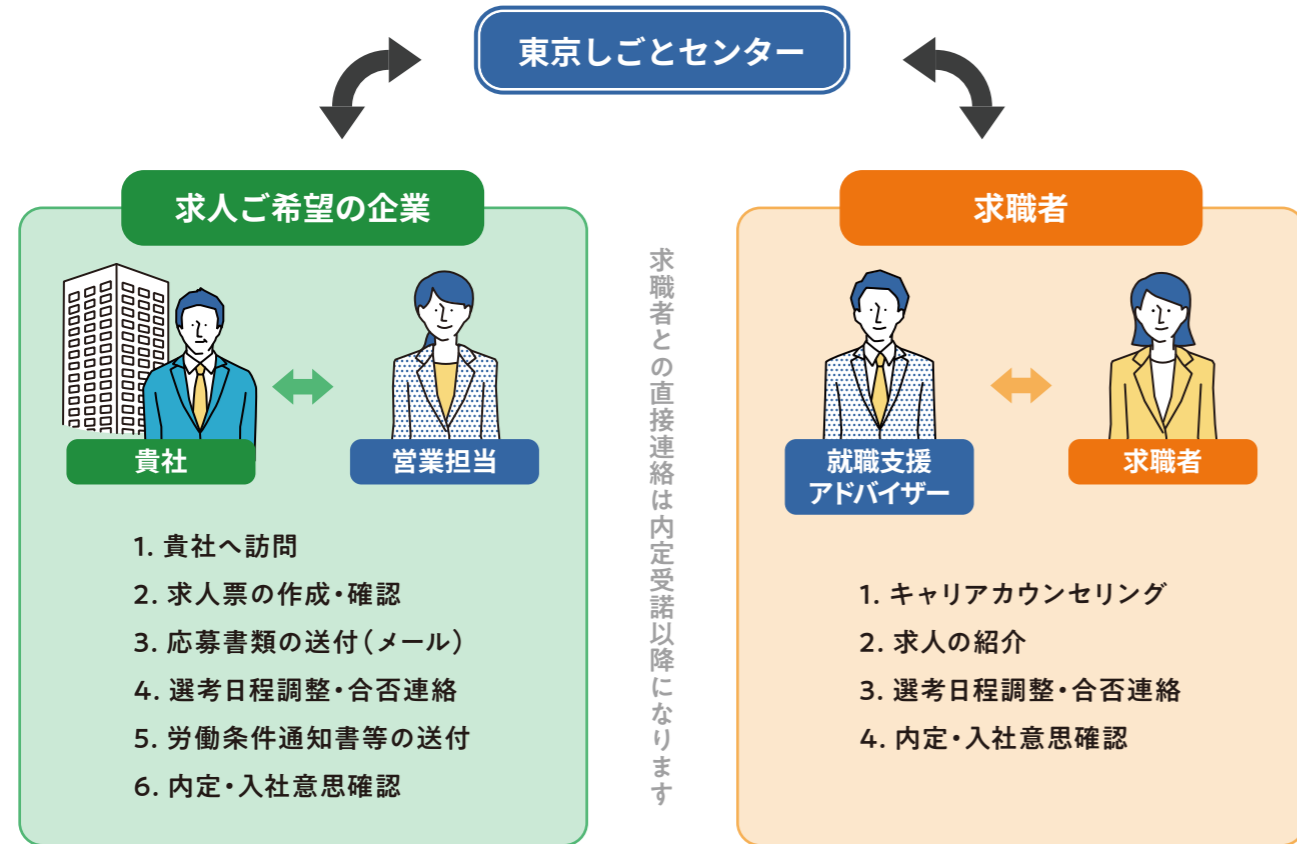 東京しごとセンター
求人ご希望の企業
貴社
営業担当
1. 貴社へ訪問
2. 求人票の作成・確認
3. 応募書類の送付(メール)
4. 選考日程調整・合否連絡
5. 労働条件通知書等の送付
6. 内定・入社意思確認
求職者との直接連絡は内定受諾以降になります
求職者
就職支援
アドバイザー
求職者
1. キャリアカウンセリング
2. 求人の紹介
3. 選考日程調整・合否連絡
4. 内定・入社意思確認